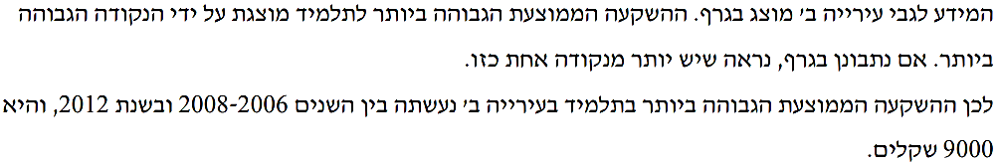 המידע לגבי עירייה ב' מוצג בגרף. ההשקעה הממוצעת הגבוהה ביותר לתלמיד מוצגת על ידי הנקודה הגבוהה
ביותר. אם נתבונן בגרף, נראה שיש יותר מנקודה אחת כזו.
לכן ההשקעה הממוצעת הגבוהה ביותר בתלמיד בעירייה ב' נעשתה בין השנים 2008-2006 ובשנת 2012, והיא
9000 שקלים.